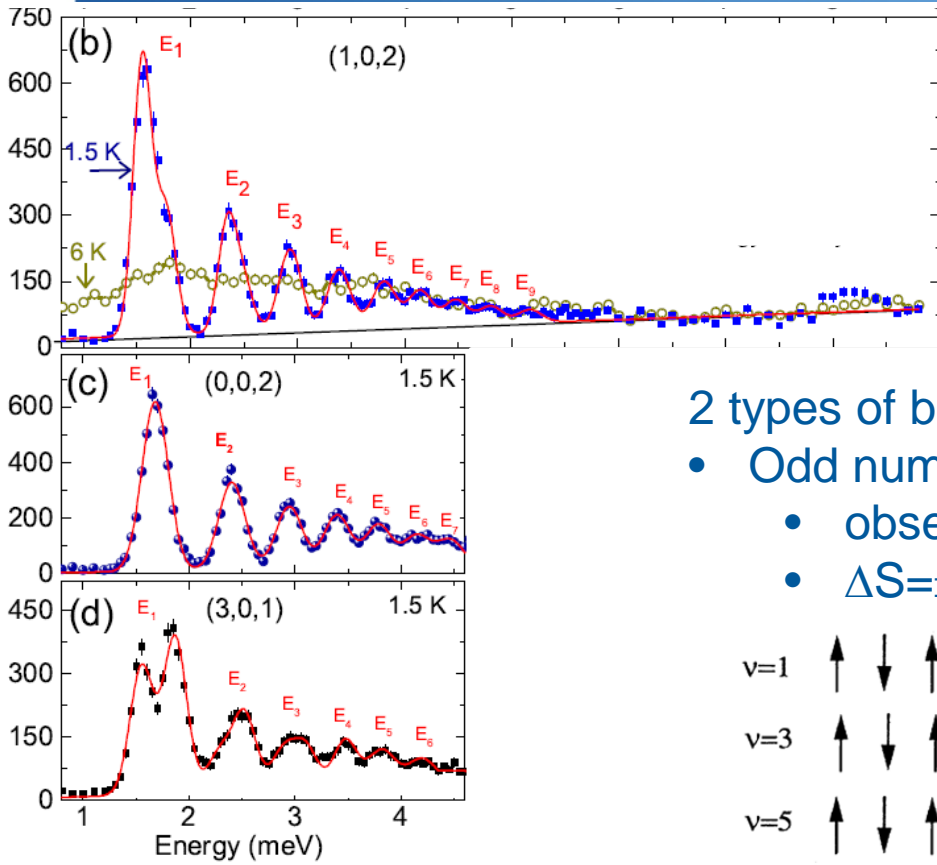 (b)
E1
(1,0,2)
750
600
450
300
150
0
1.5 K
6 K
E2
E3
E4
E5
E6
E7
E8
E9
(c)
E1
(0,0,2)
1.5 K
600
400
200
0
E2
E3
E4
E5
E6
E7
(d)
E1
(3,0,1)
1.5 K
450
300
150
0
E2
E3
E4
E5
E6
1 2 3 4
Energy (meV)
2 types of b
• Odd num
• obse
• ΔS=
ν=1
ν=3
ν=5